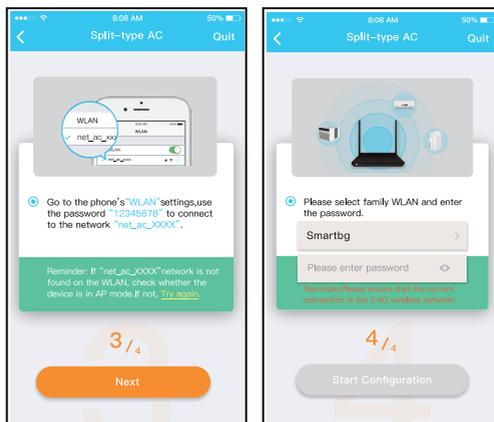 8:08 AM 50%
Split-type AC Quit
WLAN
net_ac_xxx
WLAN
WLAN
Go to the phone's"WLAN"settings,use
the password "12345678" to connect
to the network "net_ac_XXXX".
Reminder: If "net_ac_XXXX"network is not
found on the WLAN, check whether the
device is in AP mode.If not, Try again.
3/4
Next
8:08 AM 50%
Split-type AC Quit
Please select family WLAN and enter
the password.
Smartbg
Please enter password
Reminder:Please ensure that the current
connection is the 2.4G wireless network!
4/4
Start Configuration